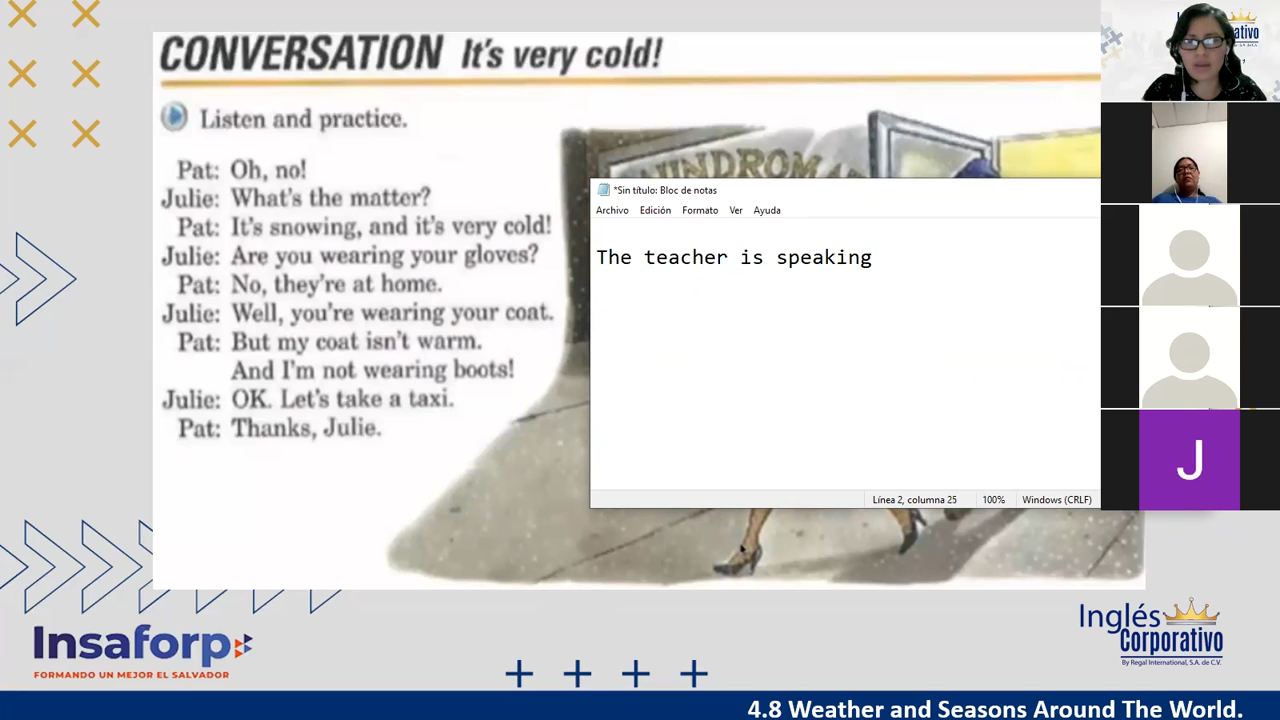 CONVERSATION It's very cold!
Listen and practice.
Pat: Oh, no!
Julie: What's the matter?
Pat: It's snowing, and it's very cold!
Julie: Are you wearing your gloves?
Pat: No, they're at home.
Julie: Well, you're wearing your coat.
Pat: But my coat isn't warm.
And I'm not wearing boots!
Julie: OK. Let's take a taxi.
Pat: Thanks, Julie.
*Sin título: Bloc de notas
Archivo Edición Formato Ver Ayuda
The teacher is speaking
Línea 2, columna 25 100% Windows (CRLF)
J
Insaforp
FORMANDO UN MEJOR EL SALVADOR
Inglés
Corporativo
By Regal International, S.A. de C.V.
4.8 Weather and Seasons Around The World.